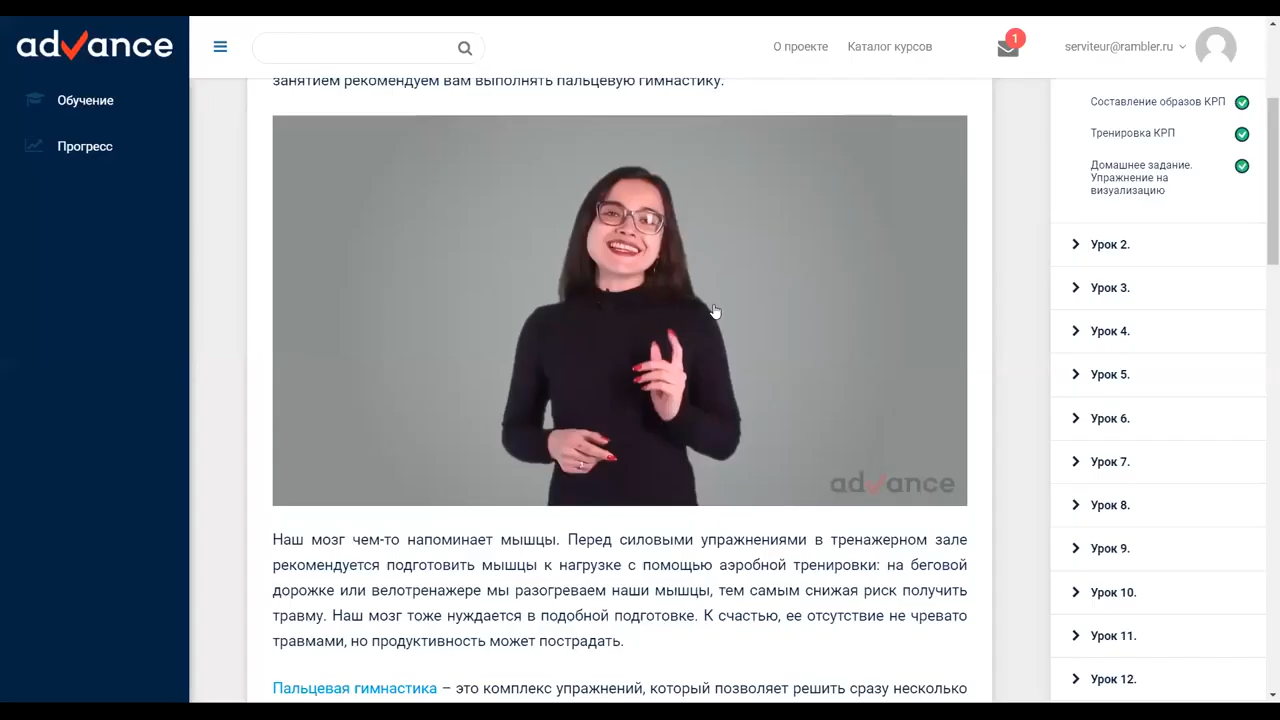 advance
О проекте
Каталог курсов
1
serviteur@rambler.ru
Обучение
Прогресс
занятием рекомендуем вам выполнять пальцевую гимнастику.
advance
Наш мозг чем-то напоминает мышцы. Перед силовыми упражнениями в тренажерном зале
рекомендуется подготовить мышцы к нагрузке с помощью аэробной тренировки: на беговой
дорожке или велотренажере мы разогреваем наши мышцы, тем самым снижая риск получить
травму. Наш мозг тоже нуждается в подобной подготовке. К счастью, ее отсутствие не чревато
травмами, но продуктивность может пострадать.
Пальцевая гимнастика – это комплекс упражнений, который позволяет решить сразу несколько
Составление образов КРП
Тренировка КРП
Домашнее задание.
Упражнение на
визуализацию
Урок 2.
Урок 3.
Урок 4.
Урок 5.
Урок 6.
Урок 7.
Урок 8.
Урок 9.
Урок 10.
Урок 11.
Урок 12.